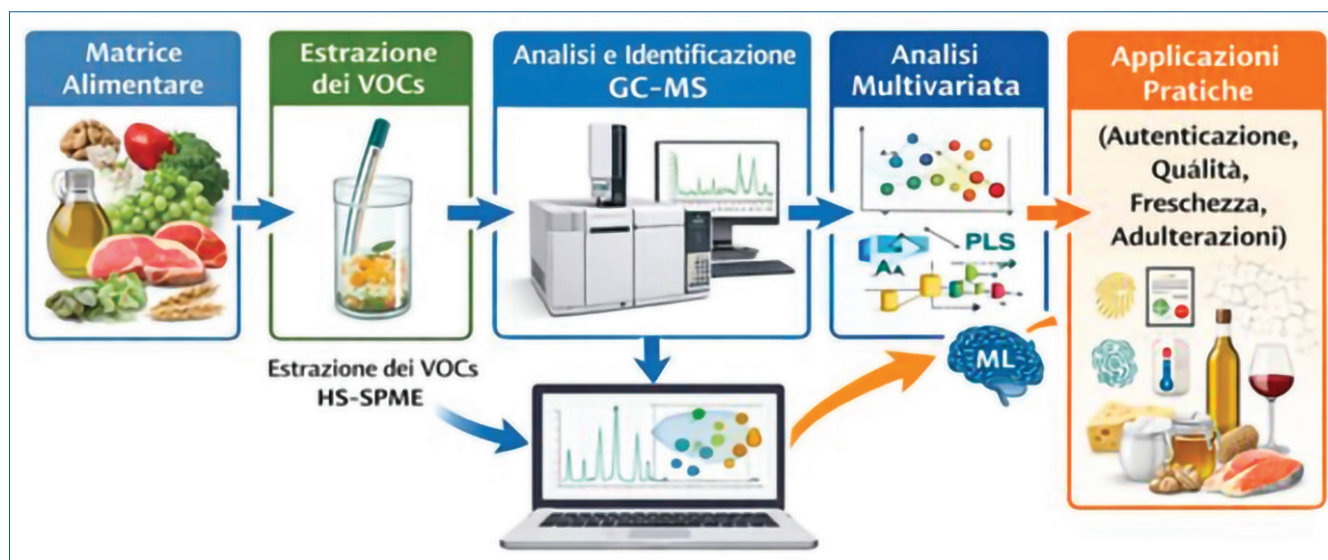 Matrice
Alimentare
Estrazione
dei VOCs
Analisi e Identificazione
GC-MS
Analisi
Multivariata
Applicazioni
Pratiche
(Autenticazione,
Quálità,
Freschezza,
Adulterazioni)
PLS
Estrazione dei VOCs
HS-SPME
ML